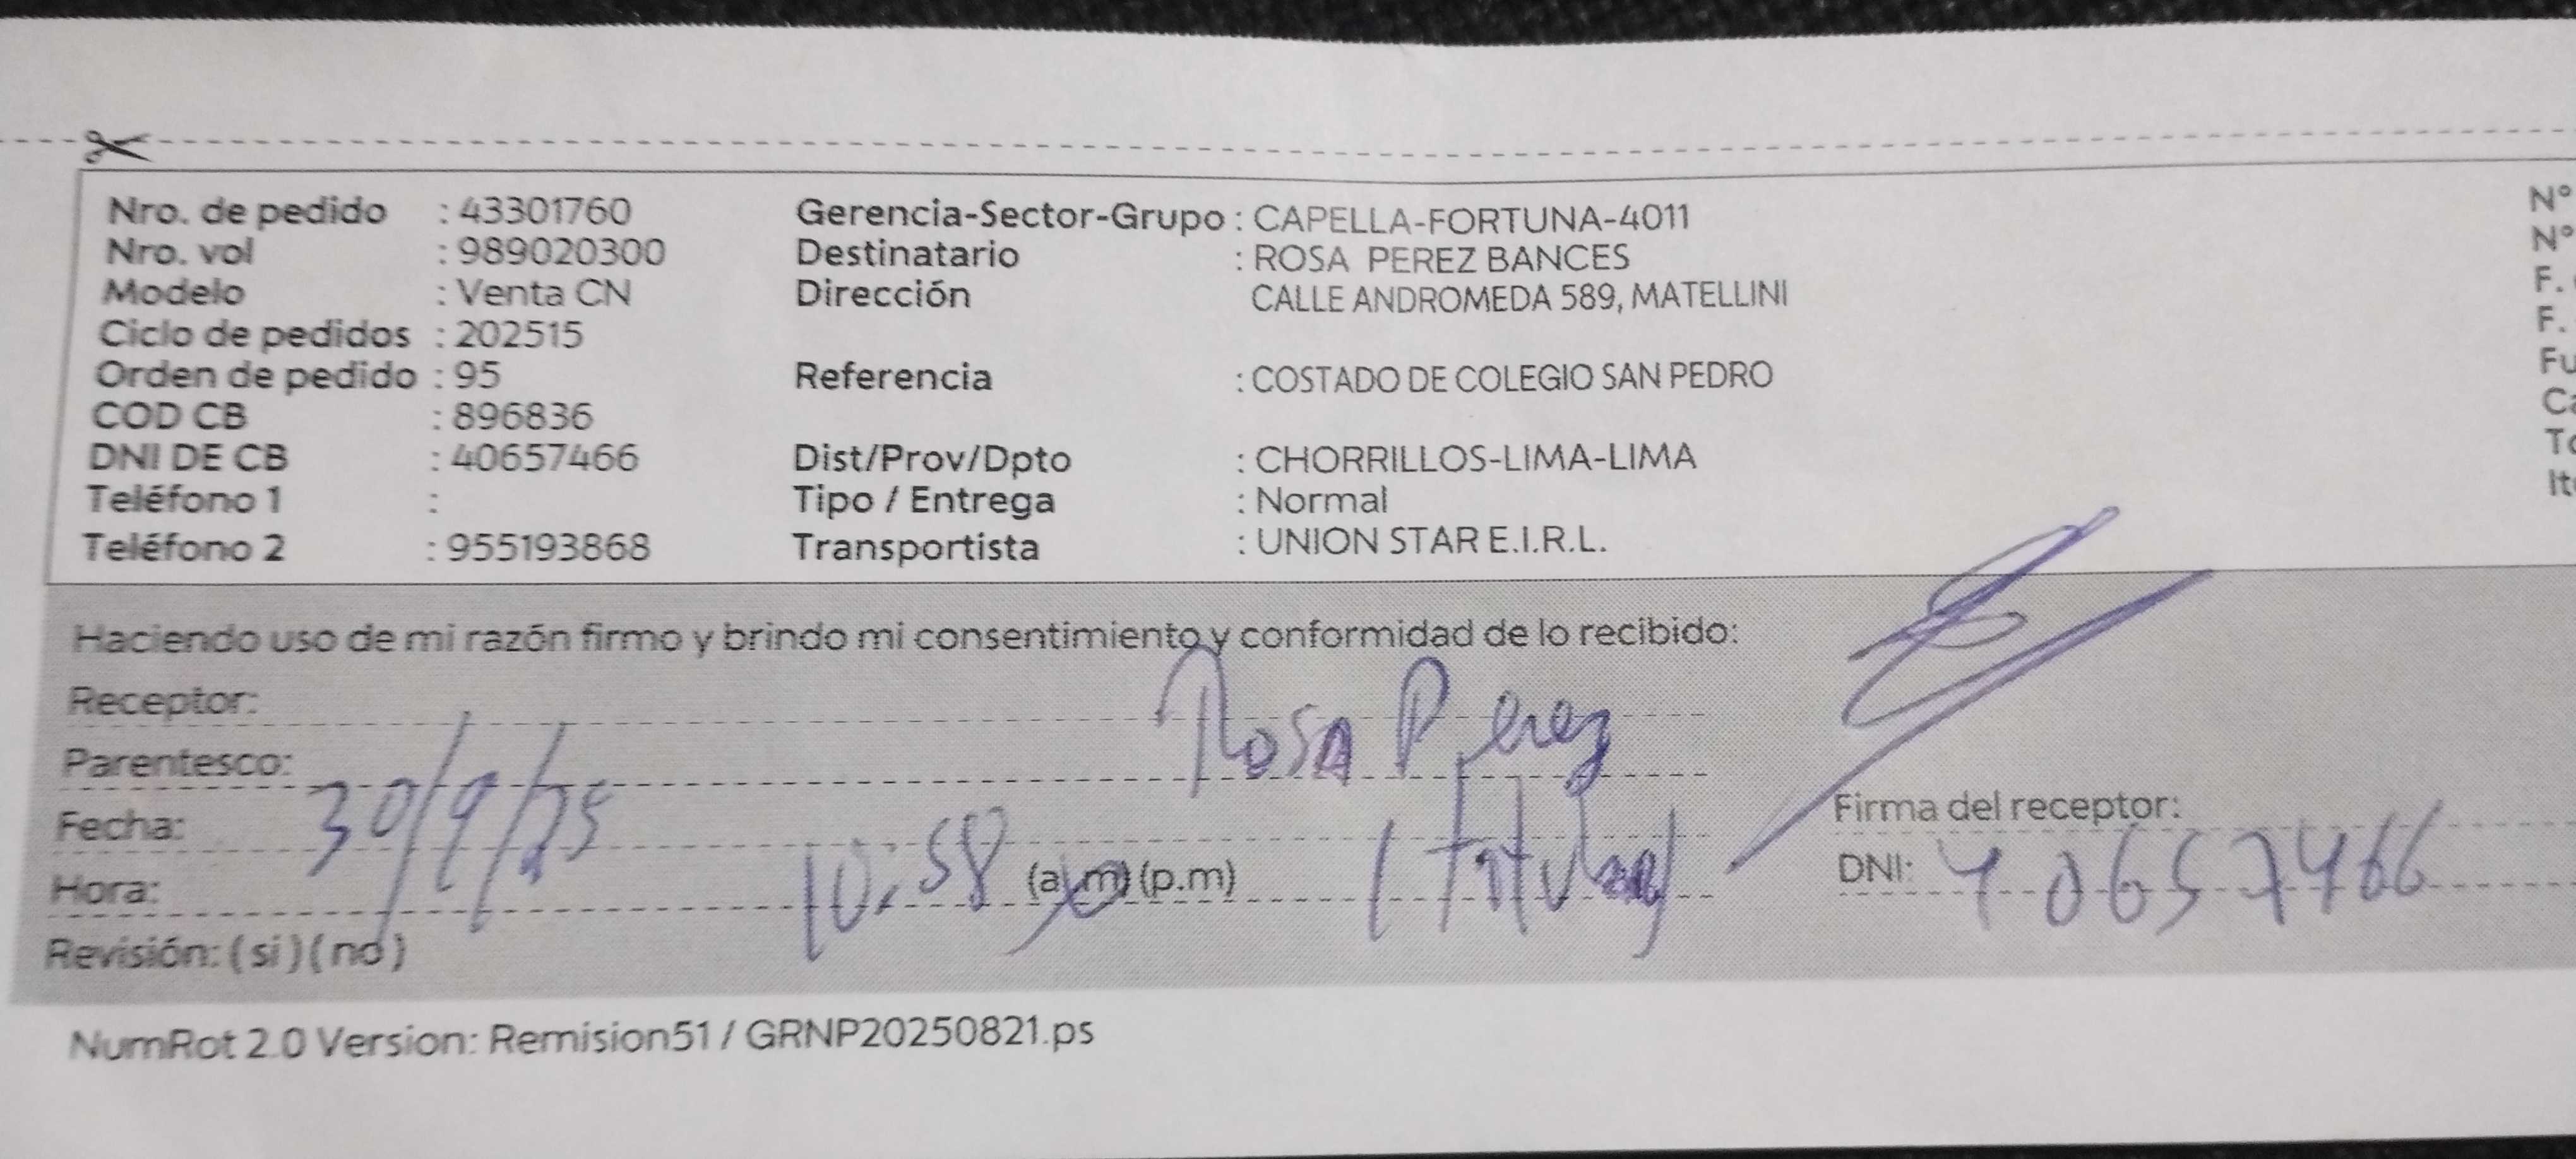 Nro. de pedido : 43301760 Gerencia-Sector-Grupo : CAPELLA-FORTUNA-4011 N°
Nro. vol : 989020300 Destinatario : ROSA PEREZ BANCES N°
Modelo : Venta CN Dirección CALLE ANDROMEDA 589, MATELLINI F.
Ciclo de pedidos : 202515 F.
Orden de pedido : 95 Referencia : COSTADO DE COLEGIO SAN PEDRO Fu
COD CB : 896836 Ca
DNI DE CB : 40657466 Dist/Prov/Dpto : CHORRILLOS-LIMA-LIMA To
Teléfono 1 : Tipo / Entrega : Normal Ite
Teléfono 2 : 955193868 Transportista : UNION STAR E.I.R.L.
Haciendo uso de mi razón firmo y brindo mi consentimiento y conformidad de lo recibido:
Receptor: Rosa Perez
Parentesco:
Fecha: 30/9/25 Firma del receptor:
Hora: 10:58 (a.m) (p.m) (titular) DNI: 40657466
Revisión: ( si ) ( no )
NumRot 2.0 Version: Remision51 / GRNP20250821.ps